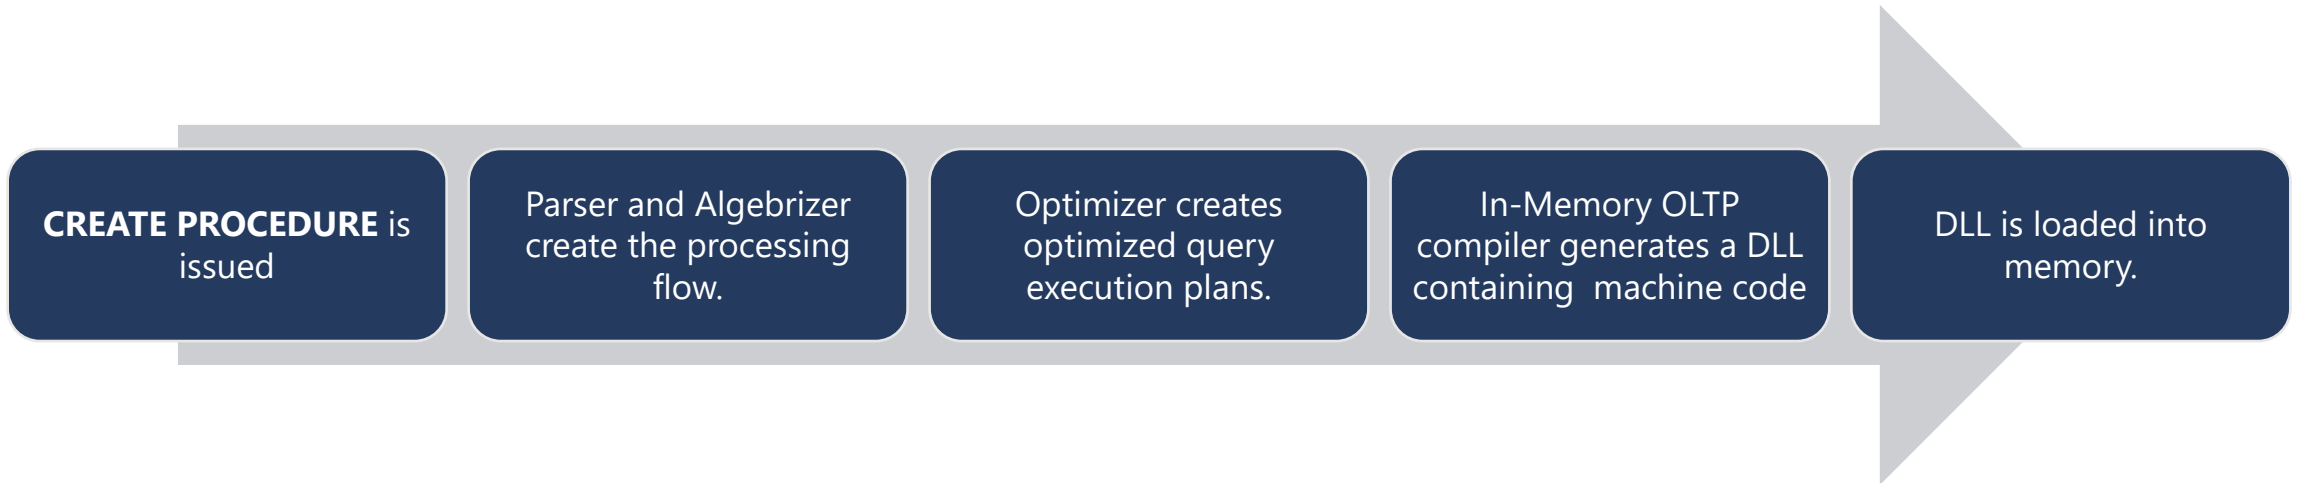 CREATE PROCEDURE is
issued
Parser and Algebrizer
create the processing
flow.
Optimizer creates
optimized query
execution plans.
In-Memory OLTP
compiler generates a DLL
containing  machine code
DLL is loaded into
memory.